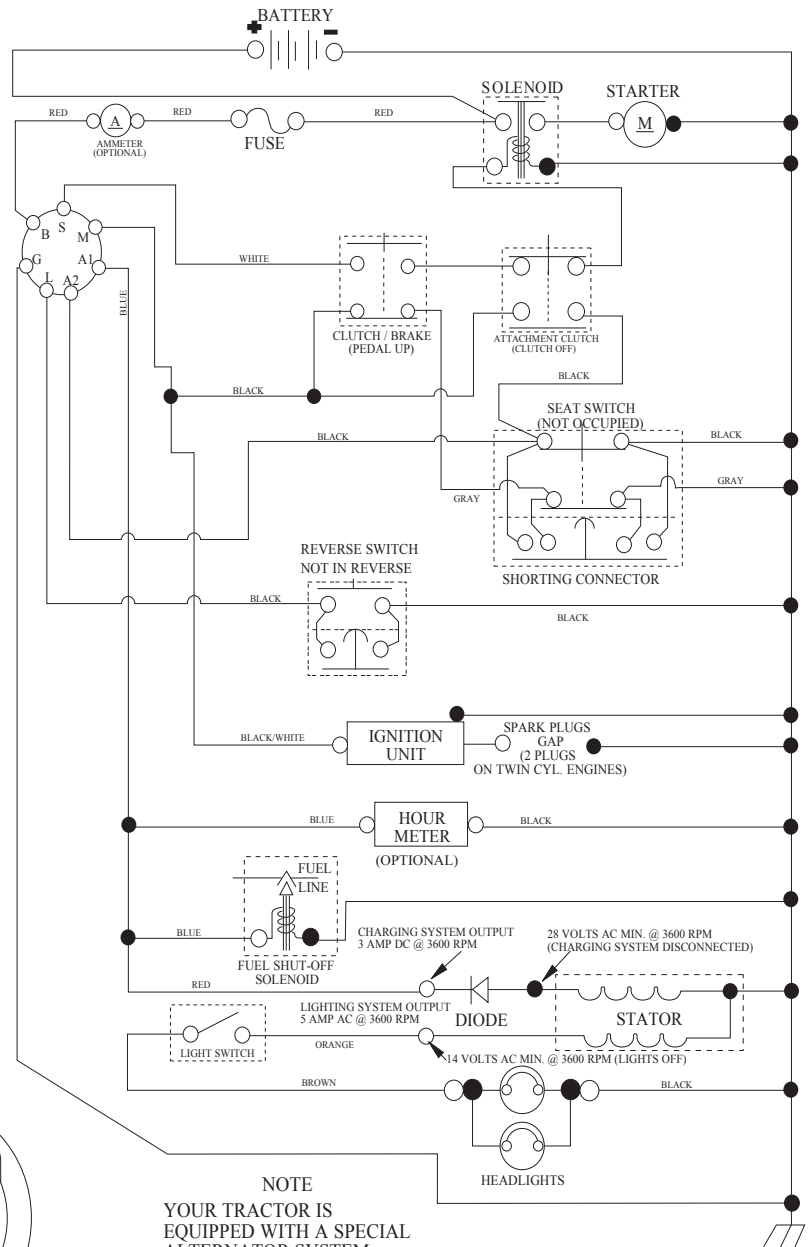 BATTERY
+ -
SOLENOID
STARTER
RED
A
RED
RED
M
AMMETER
(OPTIONAL)
FUSE
B
S
M
G
L
A2
A1
BLUE
WHITE
CLUTCH / BRAKE
(PEDAL UP)
ATTACHMENT CLUTCH
(CLUTCH OFF)
BLACK
BLACK
SEAT SWITCH
(NOT OCCUPIED)
BLACK
BLACK
GRAY
GRAY
SHORTING CONNECTOR
REVERSE SWITCH
NOT IN REVERSE
BLACK
BLACK
BLACK/WHITE
IGNITION
UNIT
SPARK PLUGS
GAP
(2 PLUGS
ON TWIN CYL. ENGINES)
BLUE
HOUR
METER
BLACK
(OPTIONAL)
FUEL
LINE
BLUE
FUEL SHUT-OFF
SOLENOID
CHARGING SYSTEM OUTPUT
3 AMP DC @ 3600 RPM
28 VOLTS AC MIN. @ 3600 RPM
(CHARGING SYSTEM DISCONNECTED)
RED
LIGHTING SYSTEM OUTPUT
5 AMP AC @ 3600 RPM
DIODE
STATOR
LIGHT SWITCH
ORANGE
14 VOLTS AC MIN. @ 3600 RPM (LIGHTS OFF)
BROWN
BLACK
HEADLIGHTS
NOTE
YOUR TRACTOR IS
EQUIPPED WITH A SPECIAL
ALTERNATOR SYSTEM